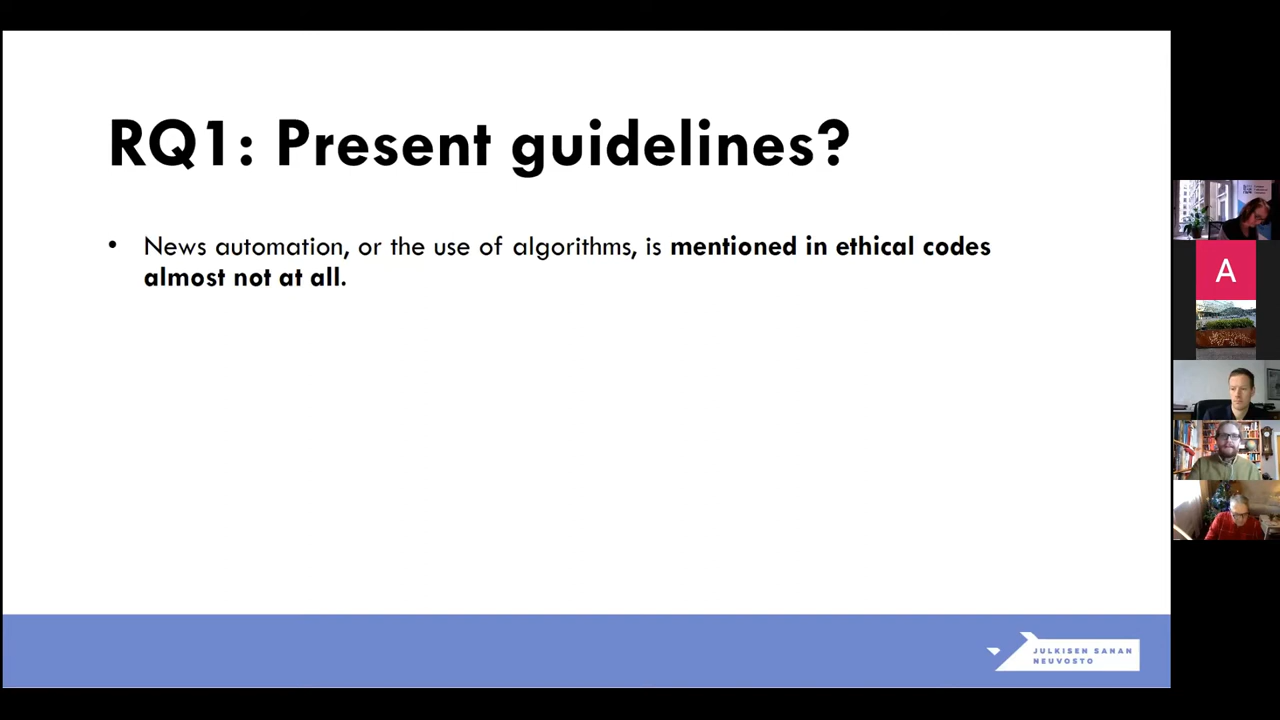 RQ1: Present guidelines?
• News automation, or the use of algorithms, is mentioned in ethical codes
almost not at all.
A
JULKISEN SANAN
NEUVOSTO